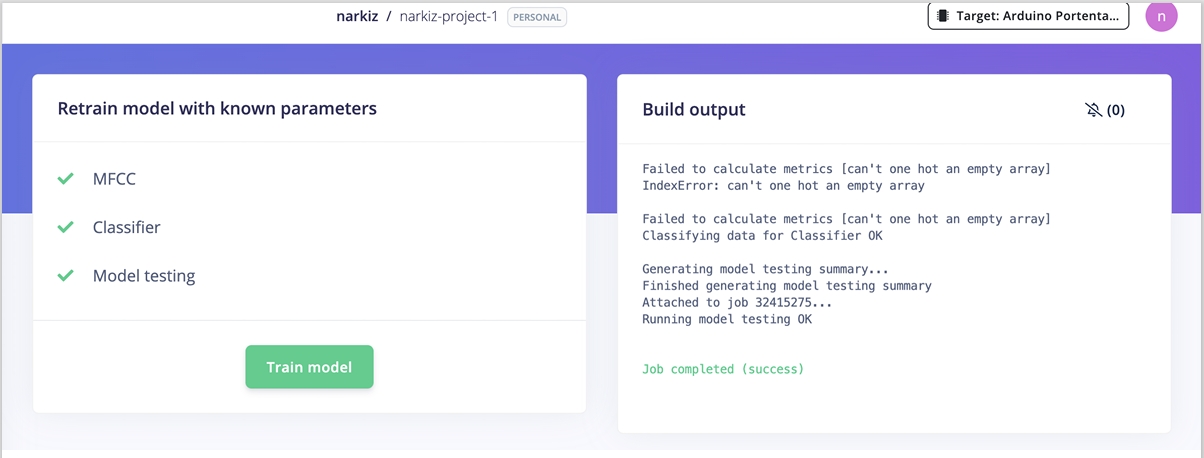 narkiz / narkiz-project-1 PERSONAL
Target: Arduino Portenta...
n
Retrain model with known parameters
MFCC
Classifier
Model testing
Train model
Build output
(0)
Failed to calculate metrics [can't one hot an empty array]
IndexError: can't one hot an empty array
Failed to calculate metrics [can't one hot an empty array]
Classifying data for Classifier OK
Generating model testing summary...
Finished generating model testing summary
Attached to job 32415275...
Running model testing OK
Job completed (success)